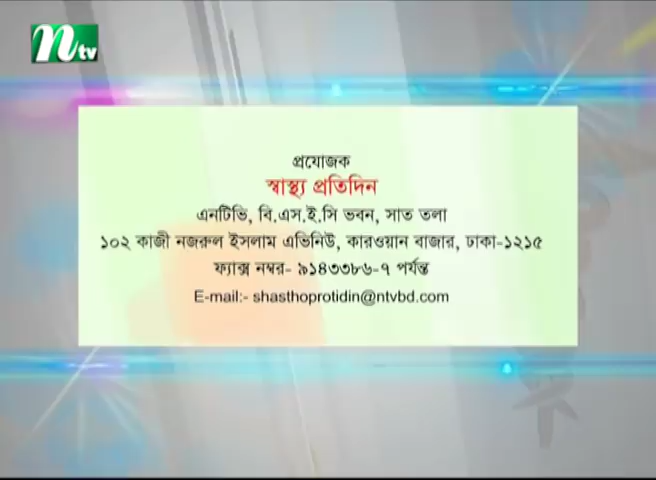 ntv
প্রযোজক
স্বাস্থ্য প্রতিদিন
এনটিভি, বি.এস.ই.সি ভবন, সাত তলা
১০২ কাজী নজরুল ইসলাম এভিনিউ, কারওয়ান বাজার, ঢাকা-১২১৫
ফ্যাক্স নম্বর- ৯১৪৩৩৮৬-৭ পর্যন্ত
E-mail:- shasthoprotidin@ntvbd.com